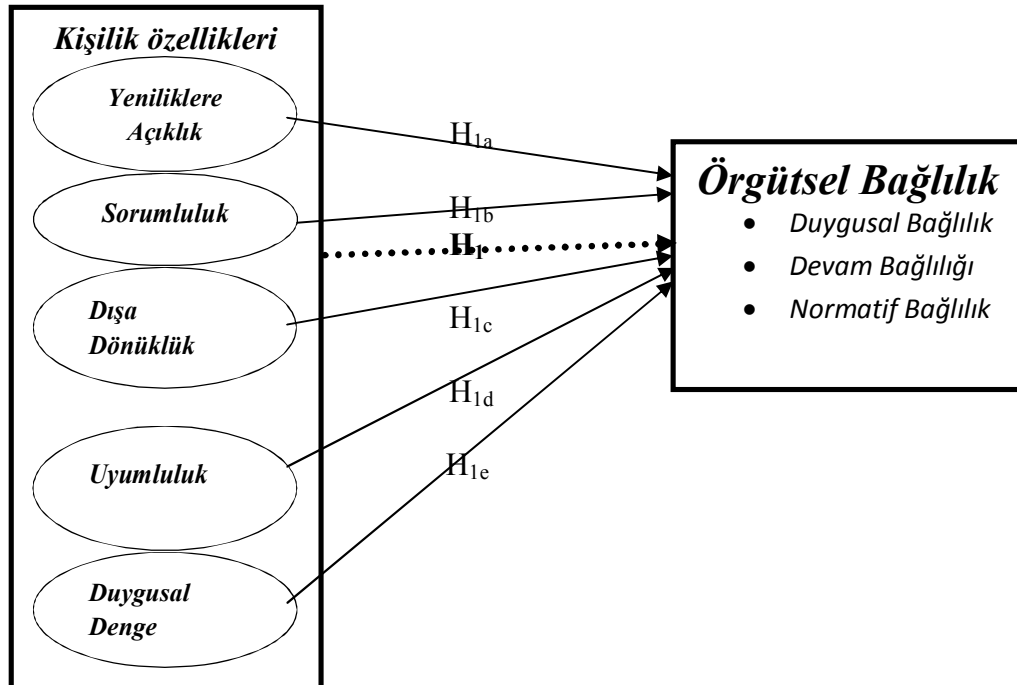 Kişilik özellikleri
Yeniliklere
Açıklık
Sorumluluk
Dışa
Dönüklük
Uyumluluk
Duygusal
Denge
H1a
H1b
H1
H1c
H1d
H1e
Örgütsel Bağlılık
• Duygusal Bağlılık
• Devam Bağlılığı
• Normatif Bağlılık